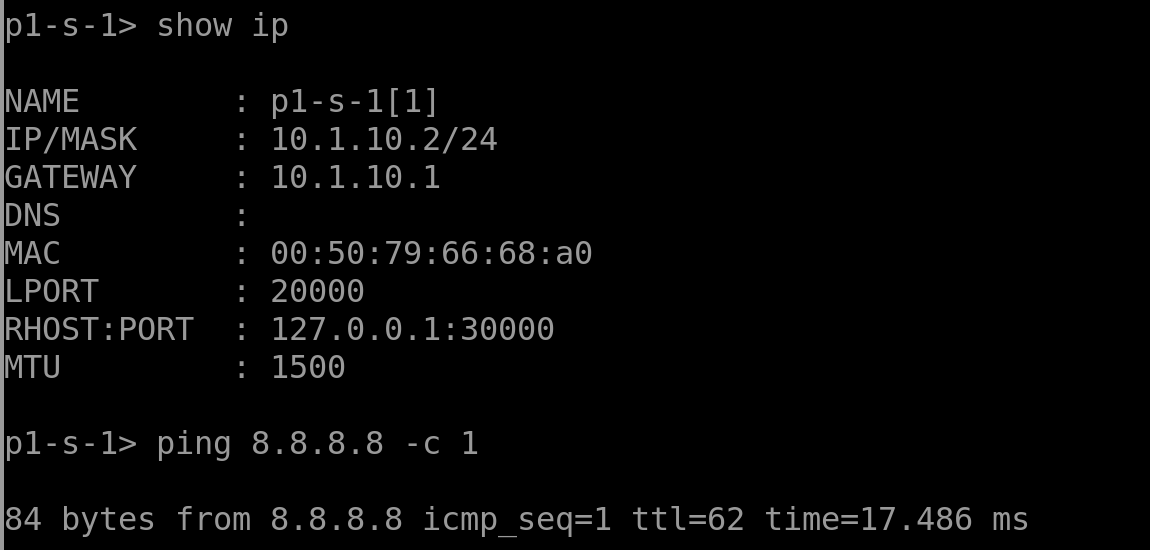 p1-s-1> show ip
NAME        : p1-s-1[1]
IP/MASK     : 10.1.10.2/24
GATEWAY     : 10.1.10.1
DNS         :
MAC         : 00:50:79:66:68:a0
LPORT       : 20000
RHOST:PORT  : 127.0.0.1:30000
MTU         : 1500
p1-s-1> ping 8.8.8.8 -c 1
84 bytes from 8.8.8.8 icmp_seq=1 ttl=62 time=17.486 ms